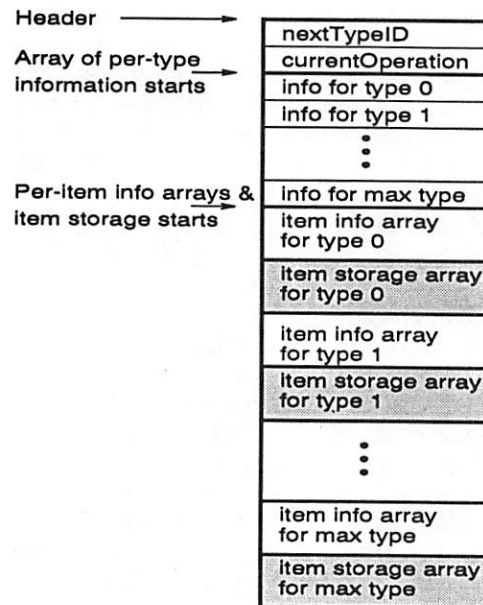 Header
nextTypeID
Array of per-type
currentOperation
information starts
info for type 0
info for type 1
Per-item info arrays &
info for max type
item storage starts
item info array
for type 0
item storage array
for type 0
item info array
for type 1
item storage array
for type 1
item info array
for max type
item storage array
for max type